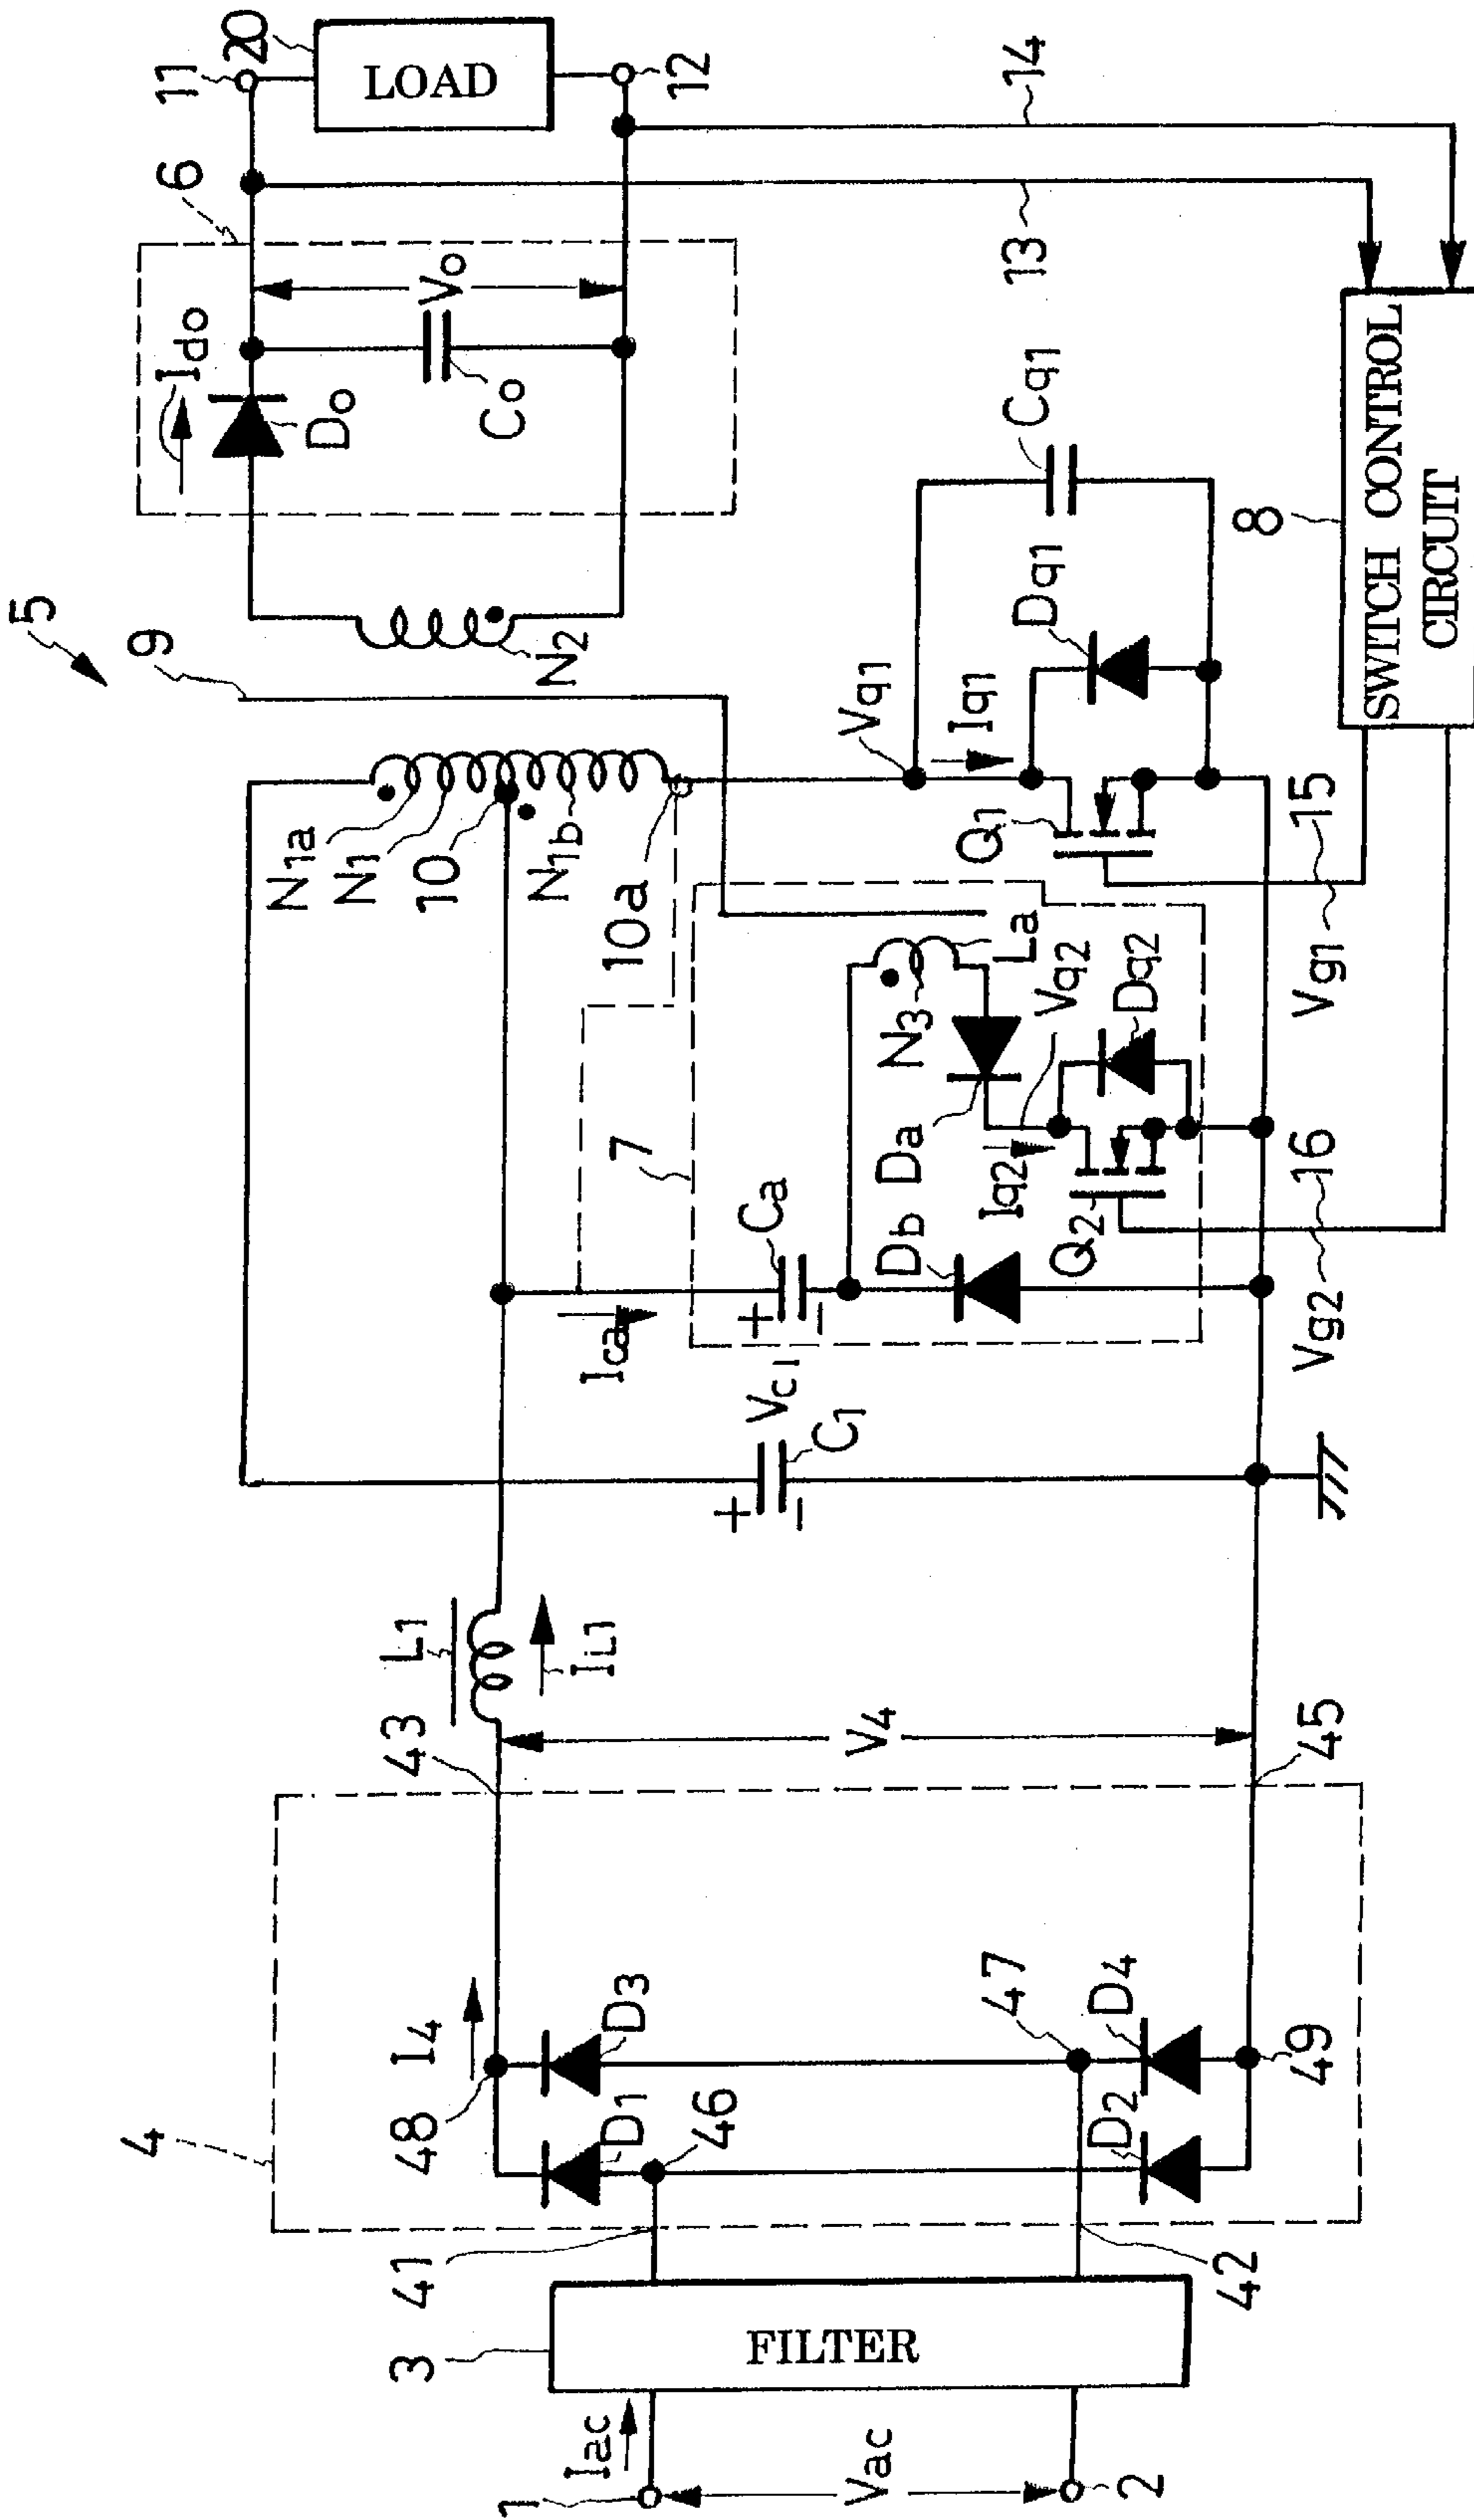 5
9
11
20
LOAD
12
6
Ido
Do
Vo
Co
N2
14
13
N1a
N1
10
N1b
10a
Vq1
Iq1
Dq1
Cq1
Q1
8
SWITCH CONTROL
CIRCUIT
15
Vg1
7
Ca
+
−
Ica
Db
Da
N3
La
Vq2
Iq2
Dq2
Q2
16
Vg2
Vc1
+
−
C1
L1
IL1
43
V4
45
4
48
I4
D3
D1
46
47
D4
D2
49
41
42
3
FILTER
Iac
1
Vac
2